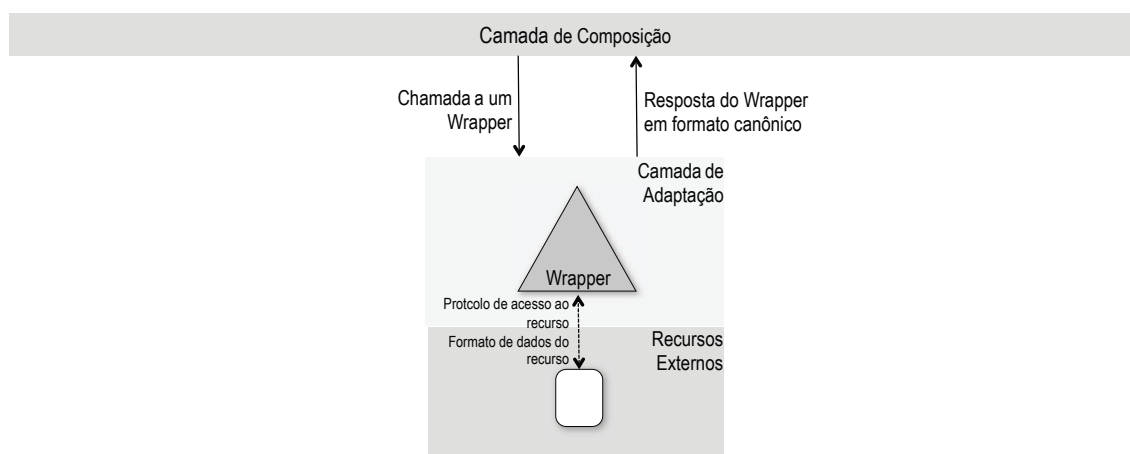 Camada de Composição
Chamada a um
Wrapper
Resposta do Wrapper
em formato canônico
Camada de
Adaptação
Wrapper
Protcolo de acesso ao
recurso
Formato de dados do
recurso
Recursos
Externos